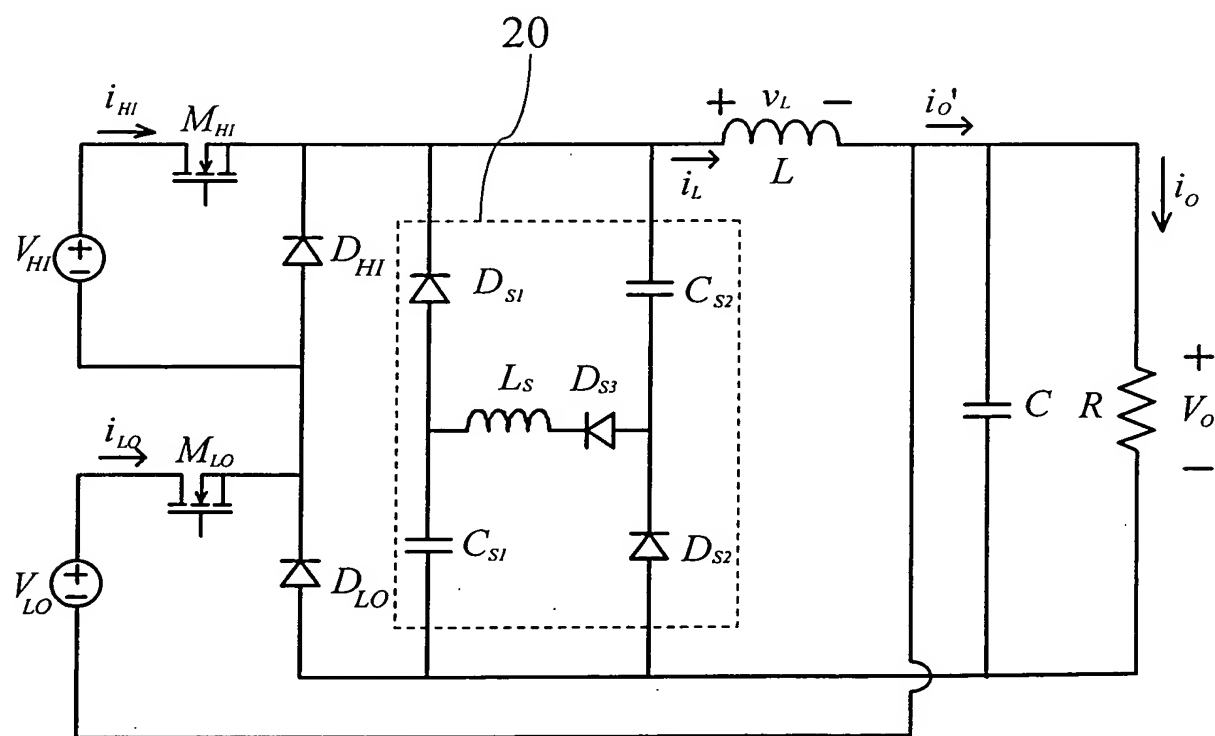 20
i_HI
M_HI
+ v_L −
i_O'
i_L
L
i_O
V_HI
+
−
D_HI
D_S1
C_S2
L_S
D_S3
+
C
R
V_O
−
i_LO
M_LO
C_S1
D_S2
V_LO
+
−
D_LO